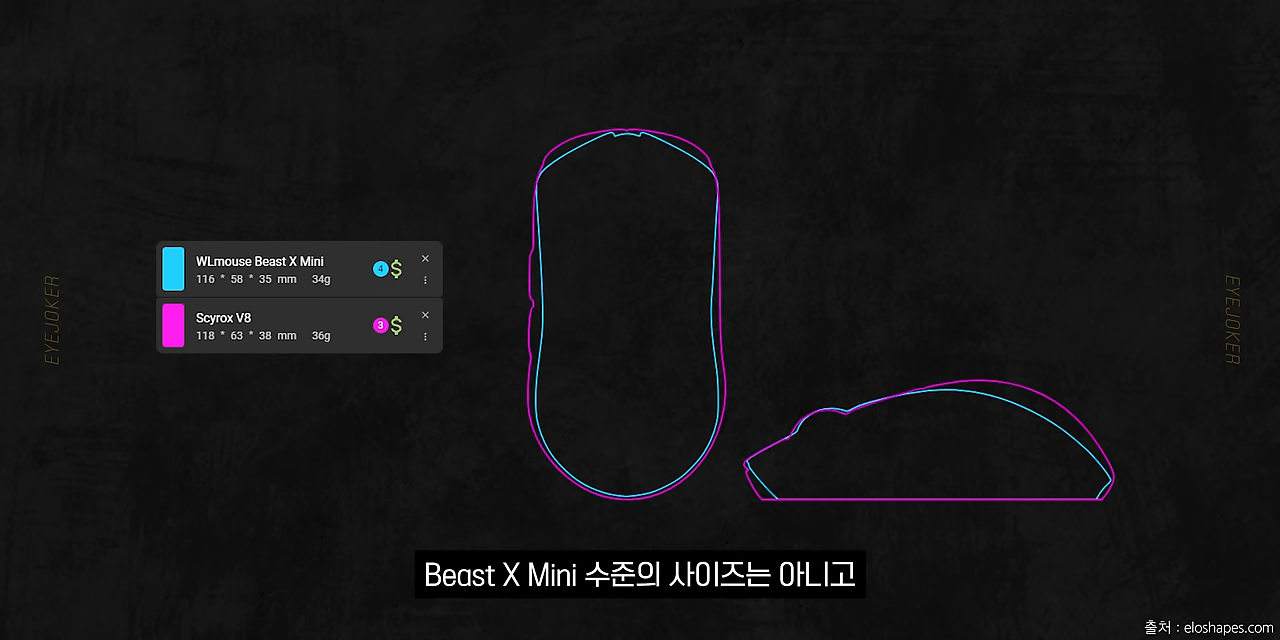 WLmouse Beast X Mini
116 * 58 * 35 mm 34g
4 $
Scyrox V8
118 * 63 * 38 mm 36g
3 $
EYEJOKER
EYEJOKER
Beast X Mini 수준의 사이즈는 아니고
출처 : eloshapes.com